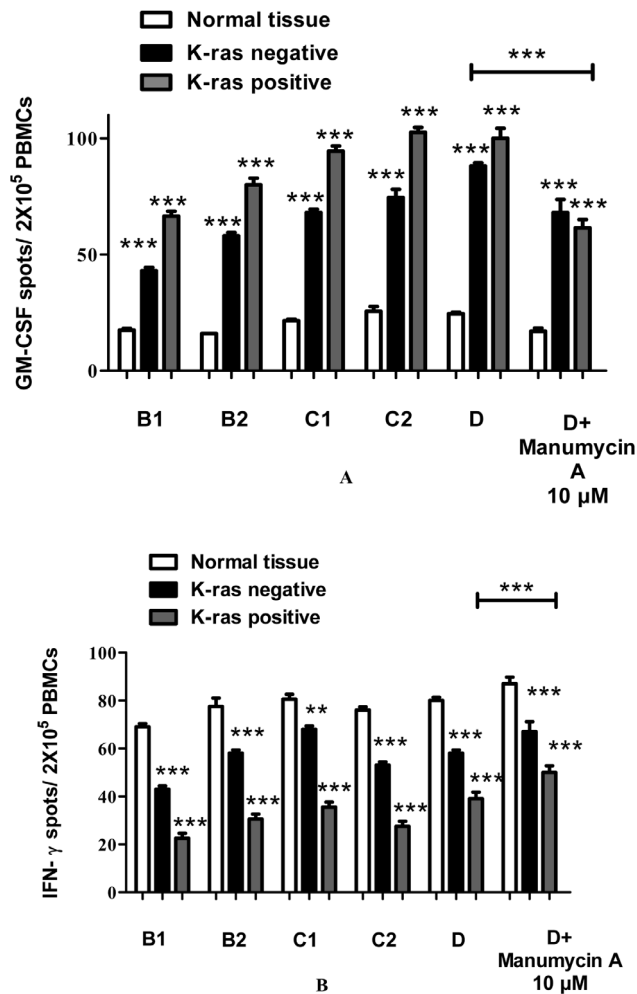 Normal tissue
K-ras negative
K-ras positive
***
GM-CSF spots/ 2X10⁵ PBMCs
100
50
0
*** ***
*** ***
*** ***
*** ***
*** ***
*** ***
B1 B2 C1 C2 D D+
Manumycin
A
10 µM
A
Normal tissue
K-ras negative
K-ras positive
***
IFN- γ spots/ 2X10⁵ PBMCs
100
80
60
40
20
0
*** ***
*** ***
** ***
*** ***
*** ***
*** ***
B1 B2 C1 C2 D D+
Manumycin A
10 µM
B